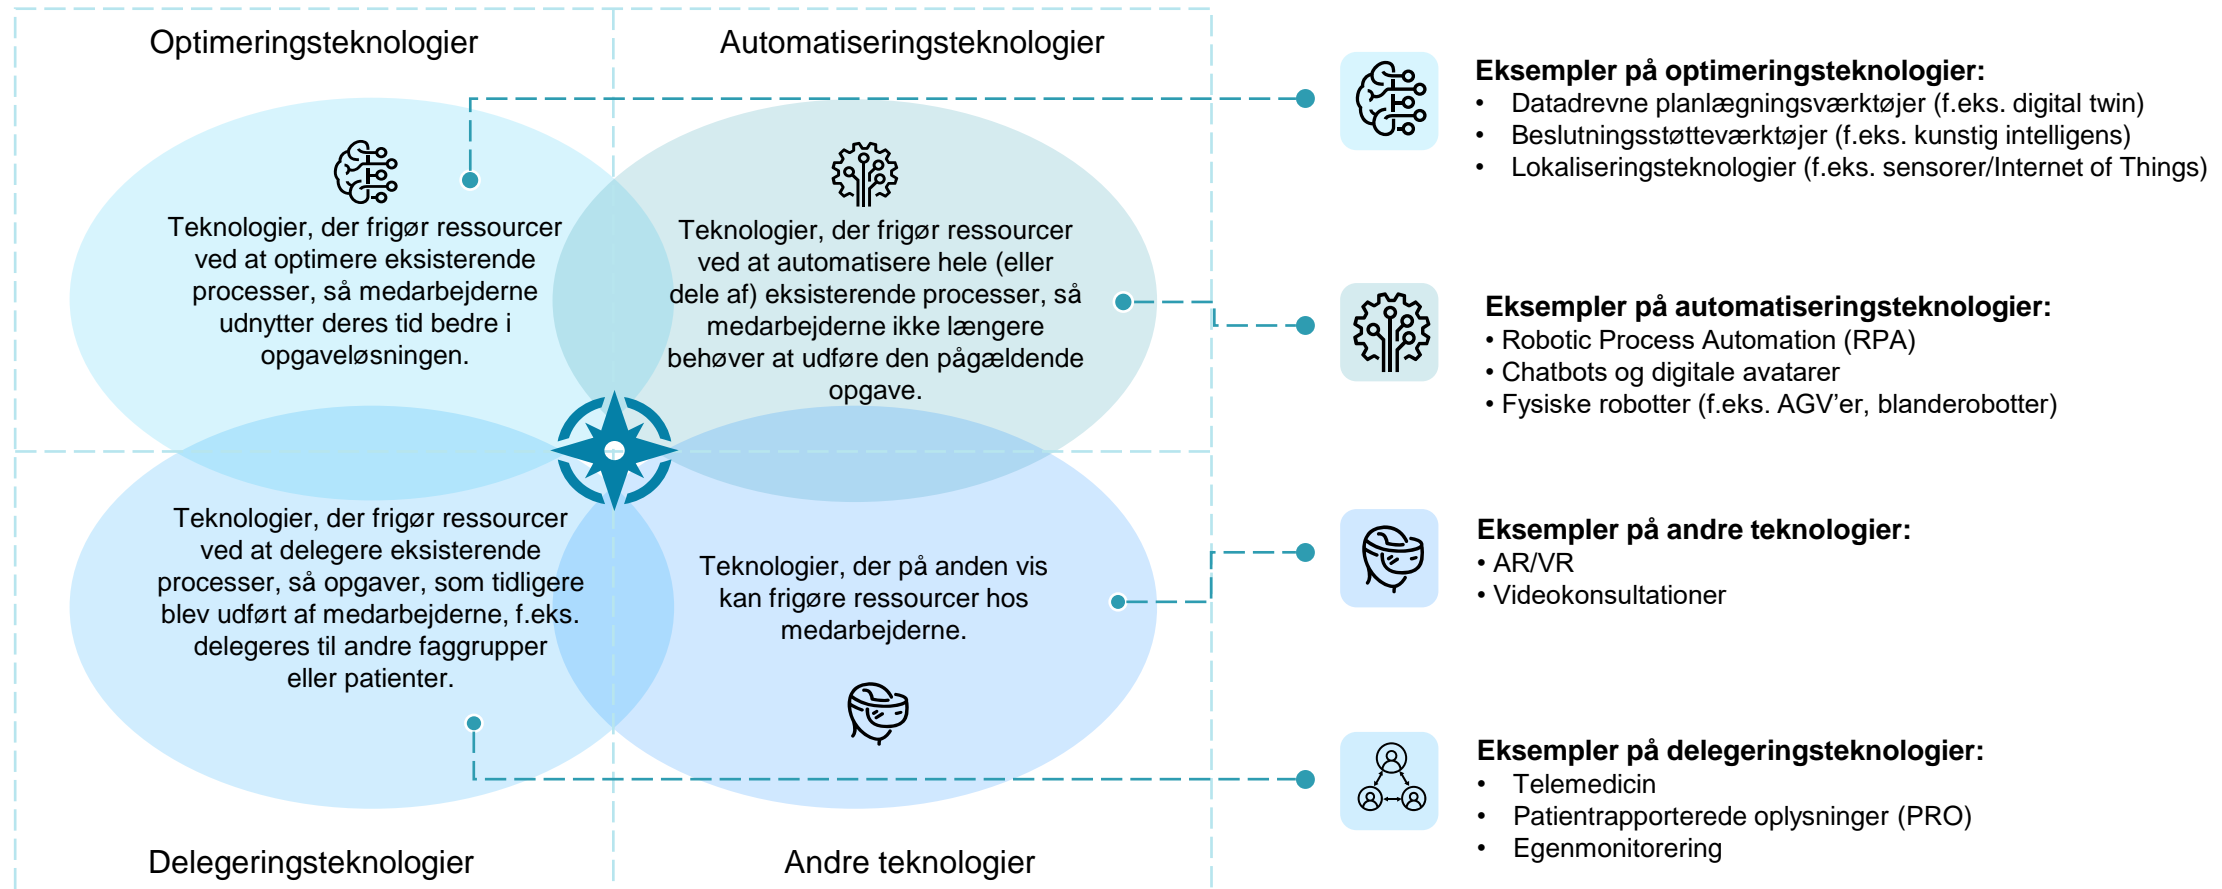 Optimeringsteknologier
Automatiseringsteknologier
Teknologier, der frigør ressourcer
ved at optimere eksisterende
processer, så medarbejderne
udnytter deres tid bedre i
opgaveløsningen.
Teknologier, der frigør ressourcer
ved at automatisere hele (eller
dele af) eksisterende processer, så
medarbejderne ikke længere
behøver at udføre den pågældende
opgave.
Teknologier, der frigør ressourcer
ved at delegere eksisterende
processer, så opgaver, som tidligere
blev udført af medarbejderne, f.eks.
delegeres til andre faggrupper
eller patienter.
Teknologier, der på anden vis
kan frigøre ressourcer hos
medarbejderne.
Delegeringsteknologier
Andre teknologier
Eksempler på optimeringsteknologier:
• Datadrevne planlægningsværktøjer (f.eks. digital twin)
• Beslutningsstøtteværktøjer (f.eks. kunstig intelligens)
• Lokaliseringsteknologier (f.eks. sensorer/Internet of Things)
Eksempler på automatiseringsteknologier:
• Robotic Process Automation (RPA)
• Chatbots og digitale avatarer
• Fysiske robotter (f.eks. AGV’er, blanderobotter)
Eksempler på andre teknologier:
• AR/VR
• Videokonsultationer
Eksempler på delegeringsteknologier:
• Telemedicin
• Patientrapporterede oplysninger (PRO)
• Egenmonitorering